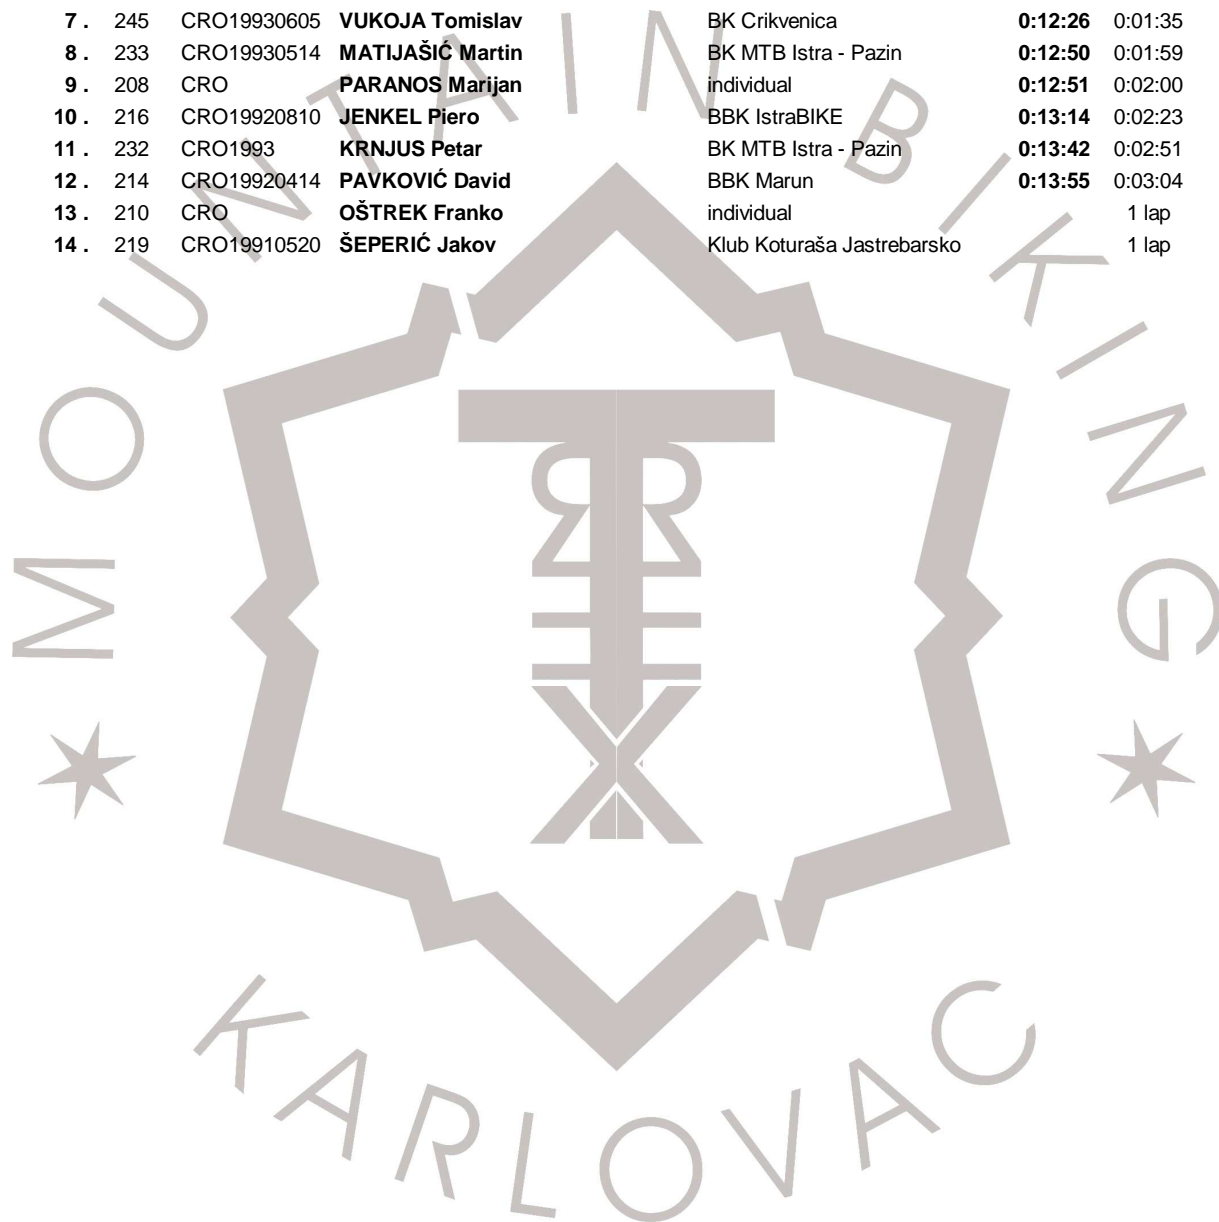 7 . 245 CRO19930605 VUKOJA Tomislav BK Crikvenica 0:12:26 0:01:35
8 . 233 CRO19930514 MATIJAŠIĆ Martin BK MTB Istra - Pazin 0:12:50 0:01:59
9 . 208 CRO PARANOS Marijan individual 0:12:51 0:02:00
10 . 216 CRO19920810 JENKEL Piero BBK IstraBIKE 0:13:14 0:02:23
11 . 232 CRO1993 KRNJUS Petar BK MTB Istra - Pazin 0:13:42 0:02:51
12 . 214 CRO19920414 PAVKOVIĆ David BBK Marun 0:13:55 0:03:04
13 . 210 CRO OŠTREK Franko individual 1 lap
14 . 219 CRO19910520 ŠEPERIĆ Jakov Klub Koturaša Jastrebarsko 1 lap
MOUNTAIN BIKING
TREX
KARLOVAC